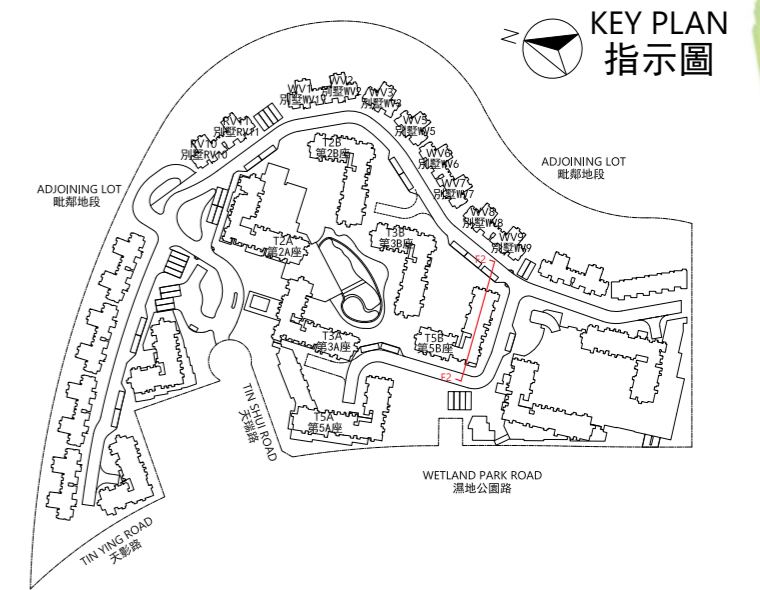 KEY PLAN
指示圖
N
WV1
別墅WV1
WV2
別墅WV2
WV3
別墅WV3
WV5
別墅WV5
WV6
別墅WV6
WV7
別墅WV7
WV8
別墅WV8
WV9
別墅WV9
RV11
別墅RV11
RV10
別墅RV10
ADJOINING LOT
毗鄰地段
ADJOINING LOT
毗鄰地段
T2B
第2B座
T2A
第2A座
T3B
第3B座
T3A
第3A座
T5B
第5B座
T5A
第5A座
F2
F2
TIN SHUI ROAD
天瑞路
WETLAND PARK ROAD
濕地公園路
TIN YING ROAD
天影路